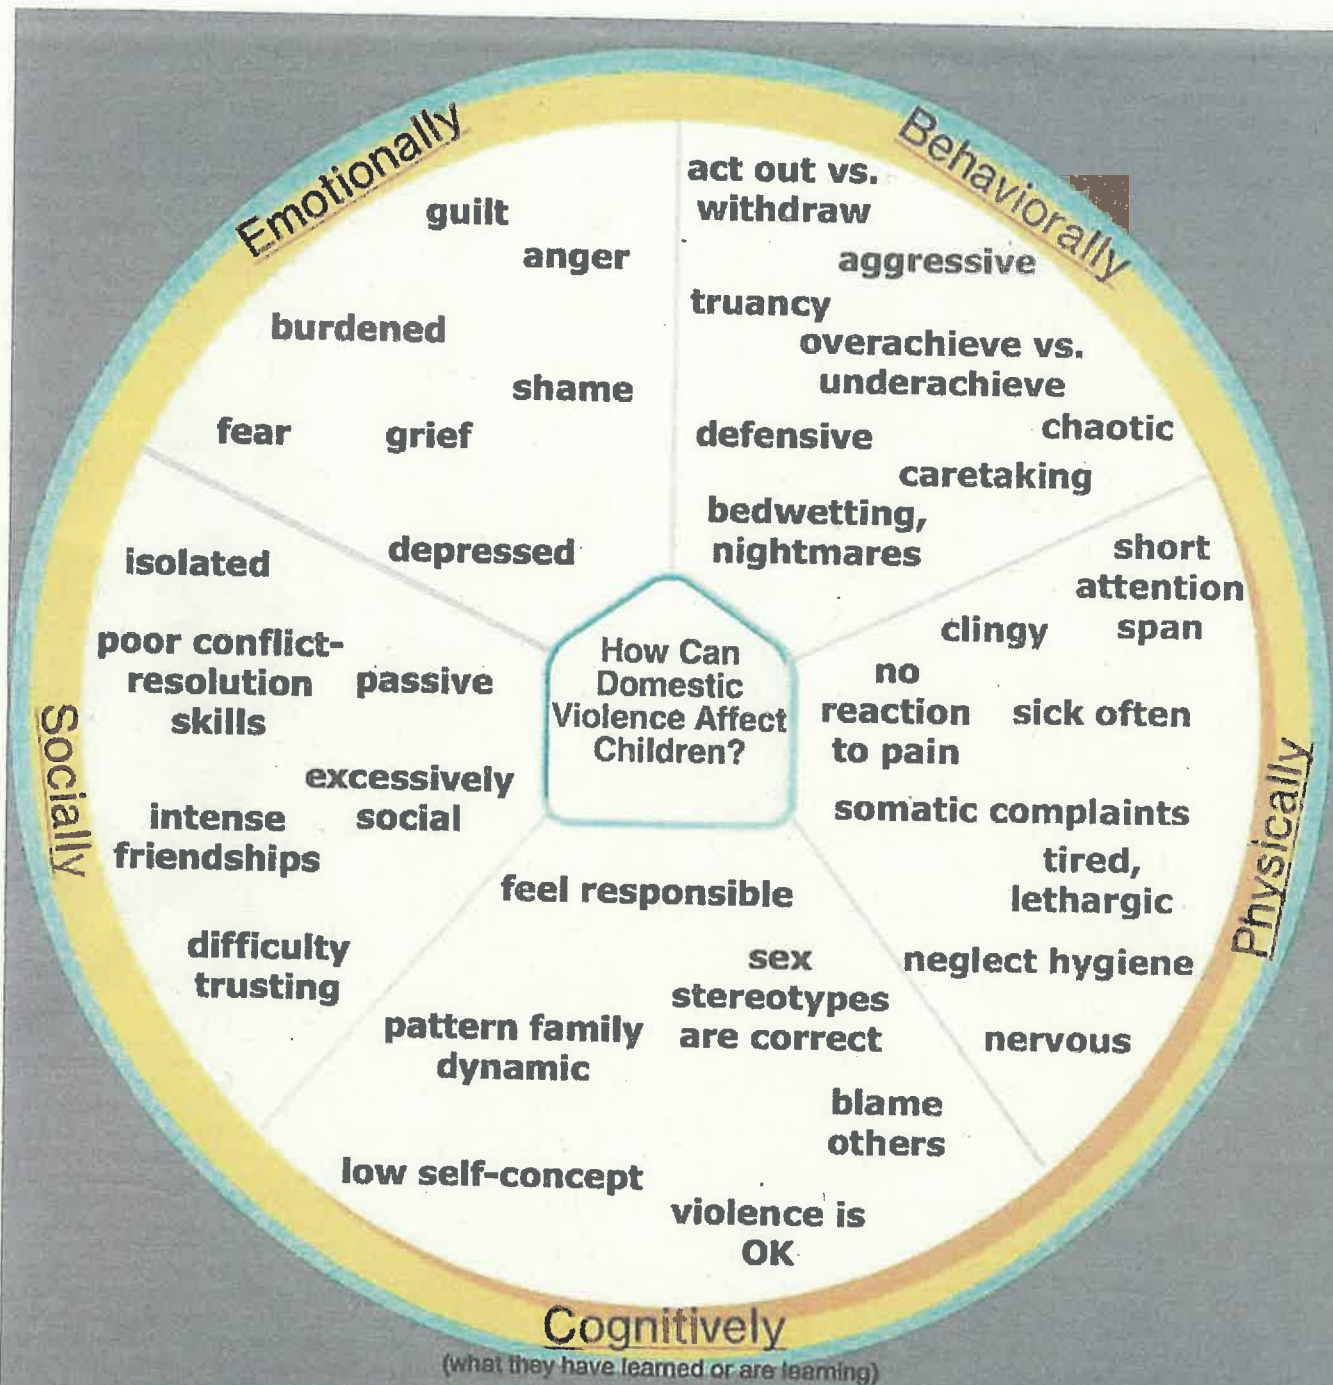 Emotionally
guilt
anger
burdened
shame
fear
grief
depressed
Behaviorally
act out vs.
withdraw
aggressive
truancy
overachieve vs.
underachieve
defensive
chaotic
caretaking
bedwetting,
nightmares
Physically
short
attention
span
clingy
no
reaction
to pain
sick often
somatic complaints
tired,
lethargic
neglect hygiene
nervous
Cognitively
(what they have learned or are learning)
feel responsible
sex
stereotypes
are correct
pattern family
dynamic
blame
others
low self-concept
violence is
OK
Socially
isolated
poor conflict-
resolution
skills
passive
excessively
social
intense
friendships
difficulty
trusting
How Can
Domestic
Violence Affect
Children?